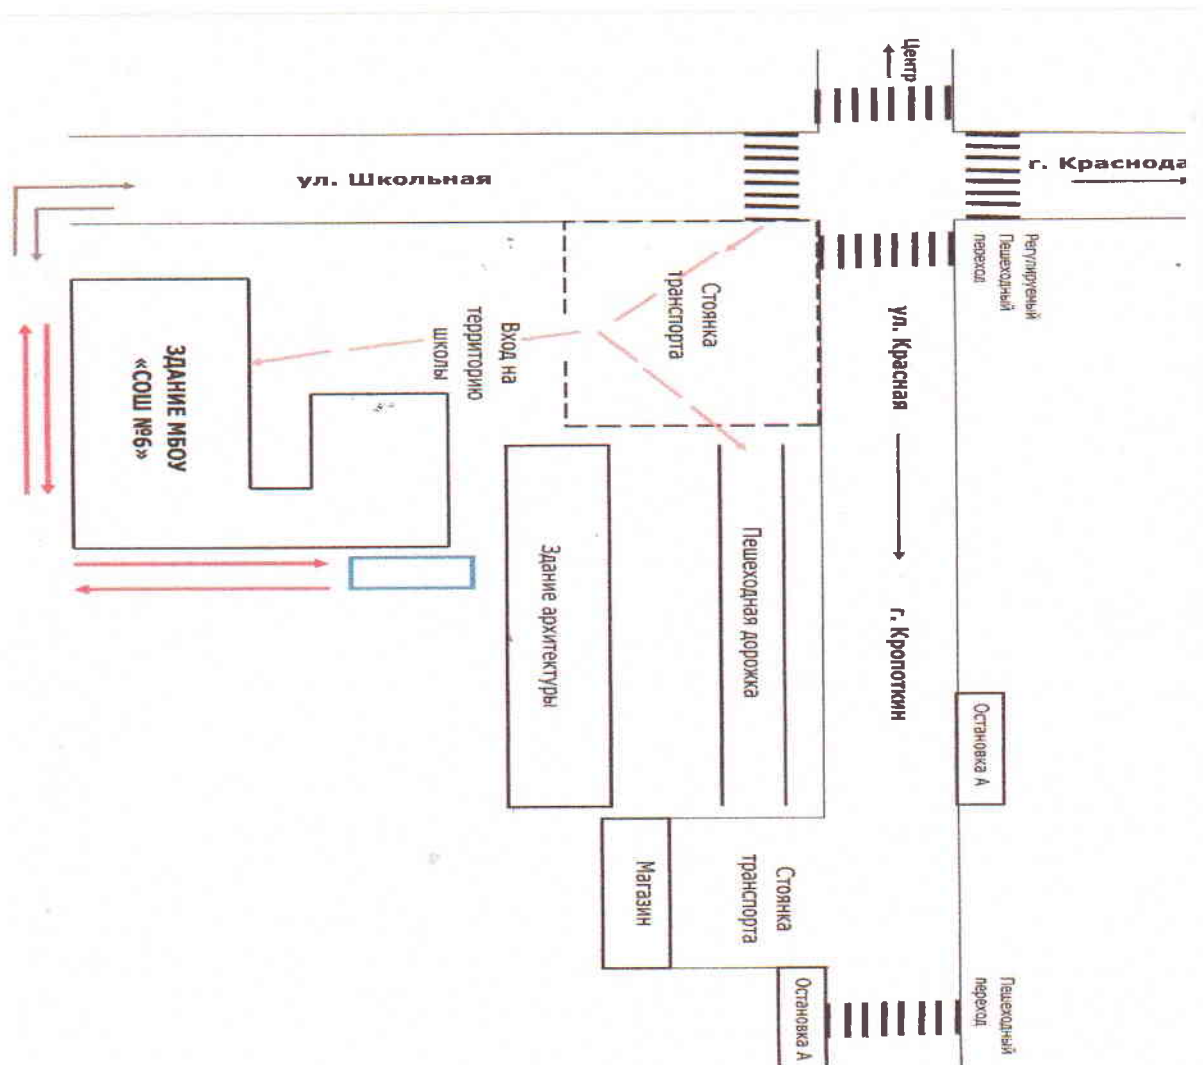 Центр
ул. Школьная
г. Краснода
Регулируемый
Пешеходный
переход
Стоянка
транспорта
ул. Красная
Вход на
территорию
школы
ЗДАНИЕ МБОУ
«СОШ №6»
Здание архитектуры
Пешеходная дорожка
г. Кропоткин
Остановка А
Магазин
Стоянка
транспорта
Остановка А
Пешеходный
переход